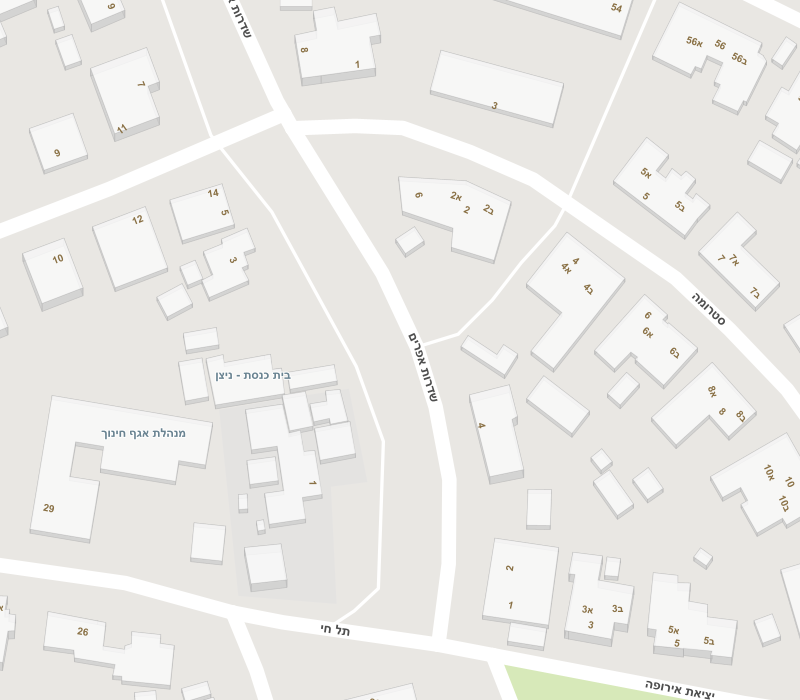 שדרות א
54
9
8
1
56א
56
56ב
7
3
11
9
5א
5
5ב
14
5
12
6
2א
2
2ב
3
10
4
4א
4ב
7א
7
7ב
סטרומה
שדרות אפרים
6
6א
6ב
בית כנסת - ניצן
8א
8
8ב
מנהלת אגף חינוך
4
10א
10
10ב
1
29
2
1
3א
3ב
3
26
תל חי
5א
5
5ב
יציאת אירופה